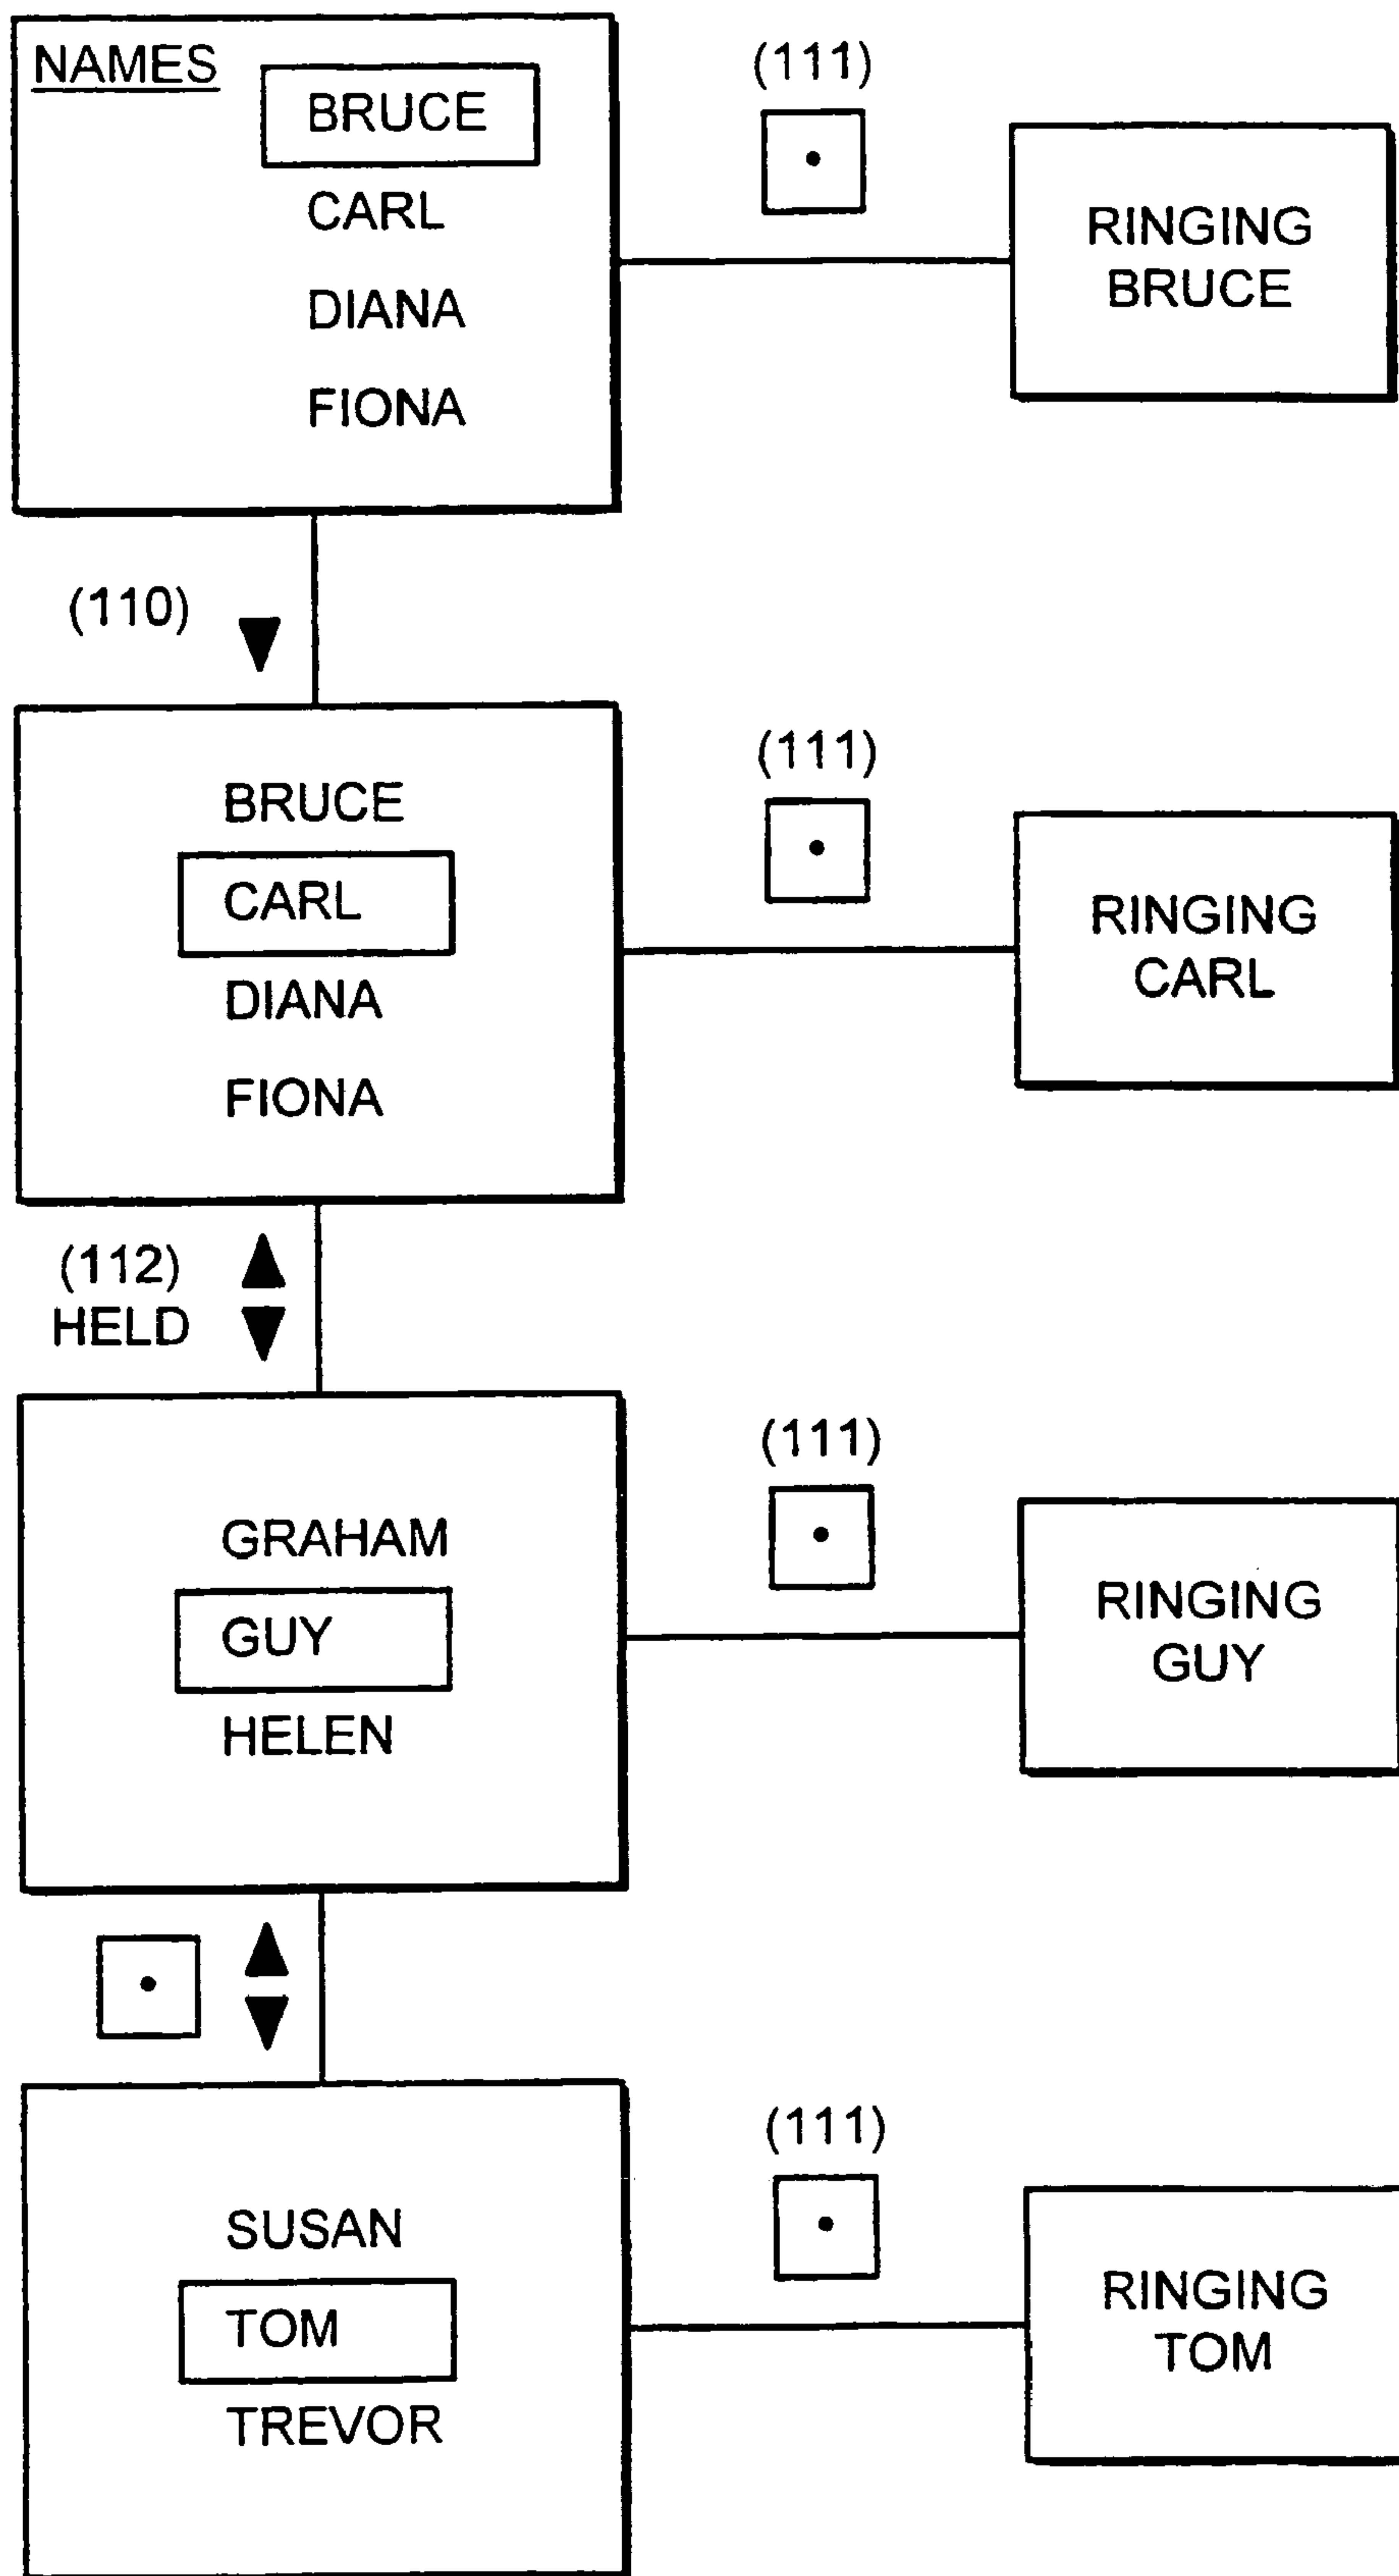 NAMES
BRUCE
CARL
DIANA
FIONA
(111)
RINGING
BRUCE
(110)
BRUCE
CARL
DIANA
FIONA
(111)
RINGING
CARL
(112)
HELD
GRAHAM
GUY
HELEN
(111)
RINGING
GUY
SUSAN
TOM
TREVOR
(111)
RINGING
TOM